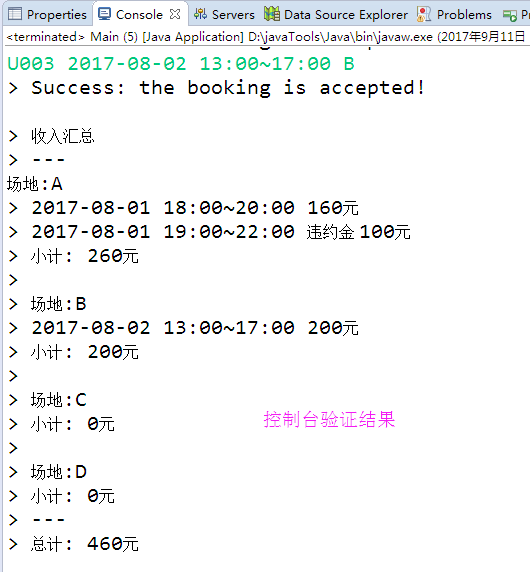 Properties Console Servers Data Source Explorer Problems
<terminated> Main (5) [Java Application] D:\javaTools\Java\bin\javaw.exe (2017年9月11日
U003 2017-08-02 13:00~17:00 B
> Success: the booking is accepted!
> 收入汇总
> ---
场地:A
> 2017-08-01 18:00~20:00 160元
> 2017-08-01 19:00~22:00 违约金 100元
> 小计: 260元
>
> 场地:B
> 2017-08-02 13:00~17:00 200元
> 小计: 200元
>
> 场地:C
> 小计: 0元
控制台验证结果
>
> 场地:D
> 小计: 0元
> ---
> 总计: 460元